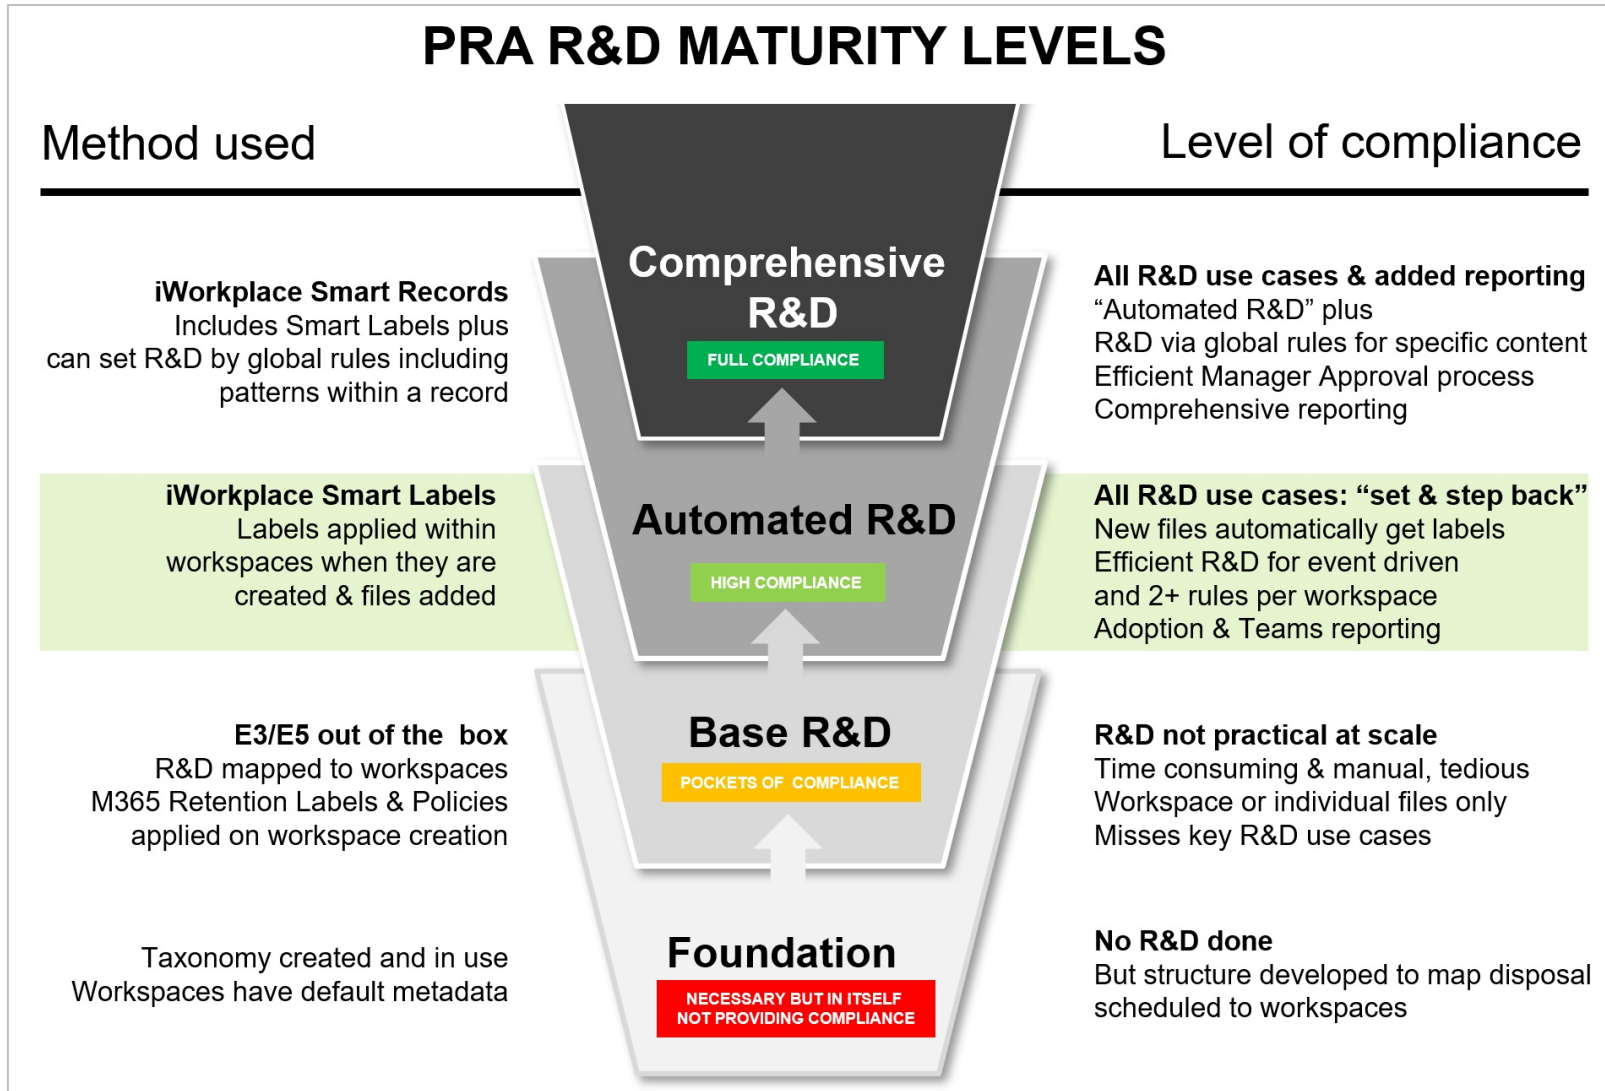 PRA R&D MATURITY LEVELS
Method used
Level of compliance
iWorkplace Smart Records
Includes Smart Labels plus
can set R&D by global rules including
patterns within a record
Comprehensive
R&D
FULL COMPLIANCE
All R&D use cases & added reporting
“Automated R&D” plus
R&D via global rules for specific content
Efficient Manager Approval process
Comprehensive reporting
iWorkplace Smart Labels
Labels applied within
workspaces when they are
created & files added
Automated R&D
HIGH COMPLIANCE
All R&D use cases: “set & step back”
New files automatically get labels
Efficient R&D for event driven
and 2+ rules per workspace
Adoption & Teams reporting
E3/E5 out of the  box
R&D mapped to workspaces
M365 Retention Labels & Policies
applied on workspace creation
Base R&D
POCKETS OF  COMPLIANCE
R&D not practical at scale
Time consuming & manual, tedious
Workspace or individual files only
Misses key R&D use cases
Taxonomy created and in use
Workspaces have default metadata
Foundation
NECESSARY BUT IN ITSELF
NOT PROVIDING COMPLIANCE
No R&D done
But structure developed to map disposal
scheduled to workspaces